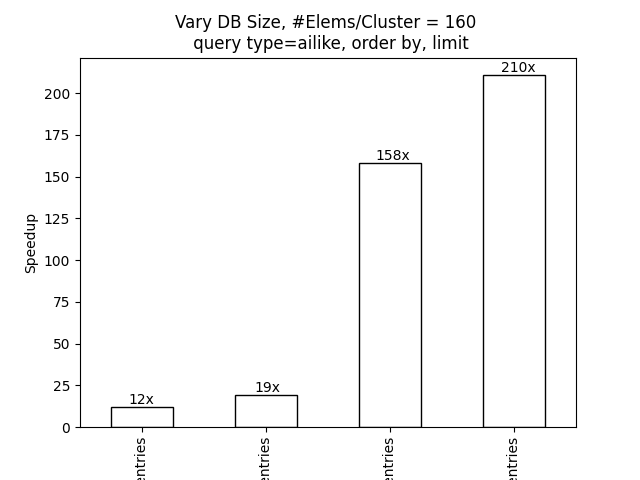 Vary DB Size, #Elems/Cluster = 160
query type=ailike, order by, limit
210x
200
175
158x
150
125
Speedup
100
75
50
25
19x
12x
0
entries
entries
entries
entries